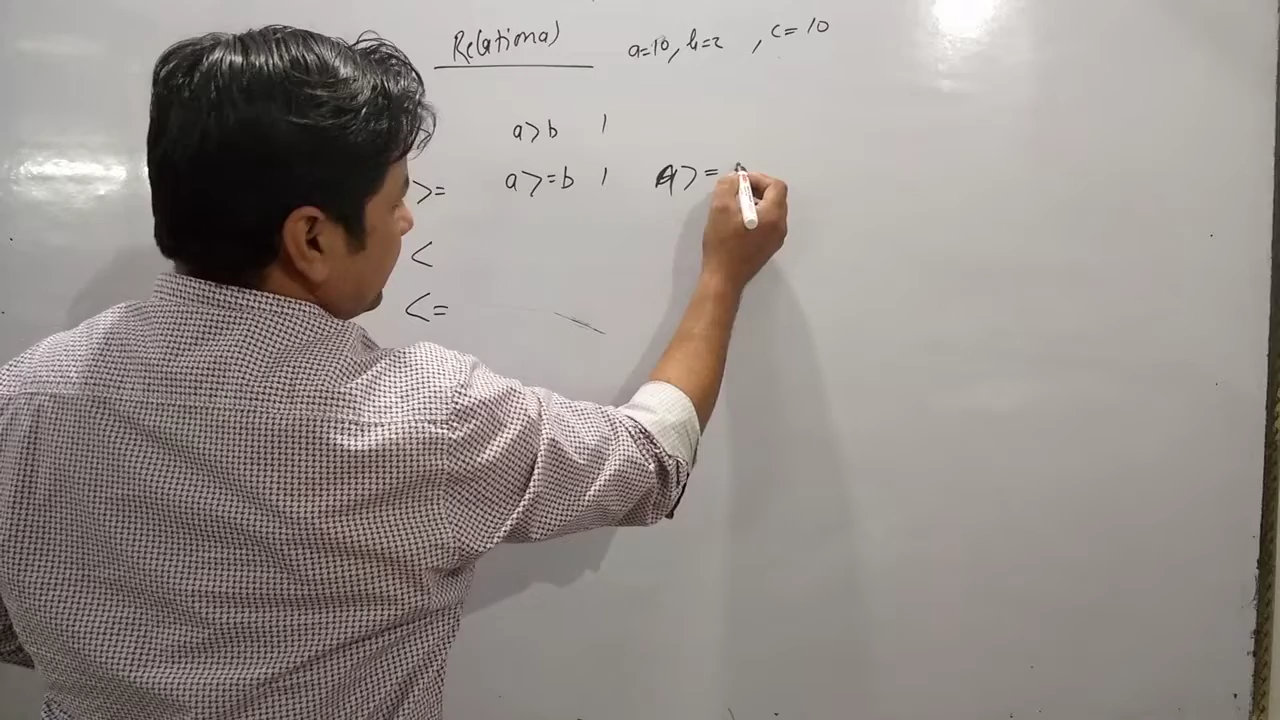 Relational a=10, b=2, c=10
a>b 1
>= a>=b 1 a>=
<
<=